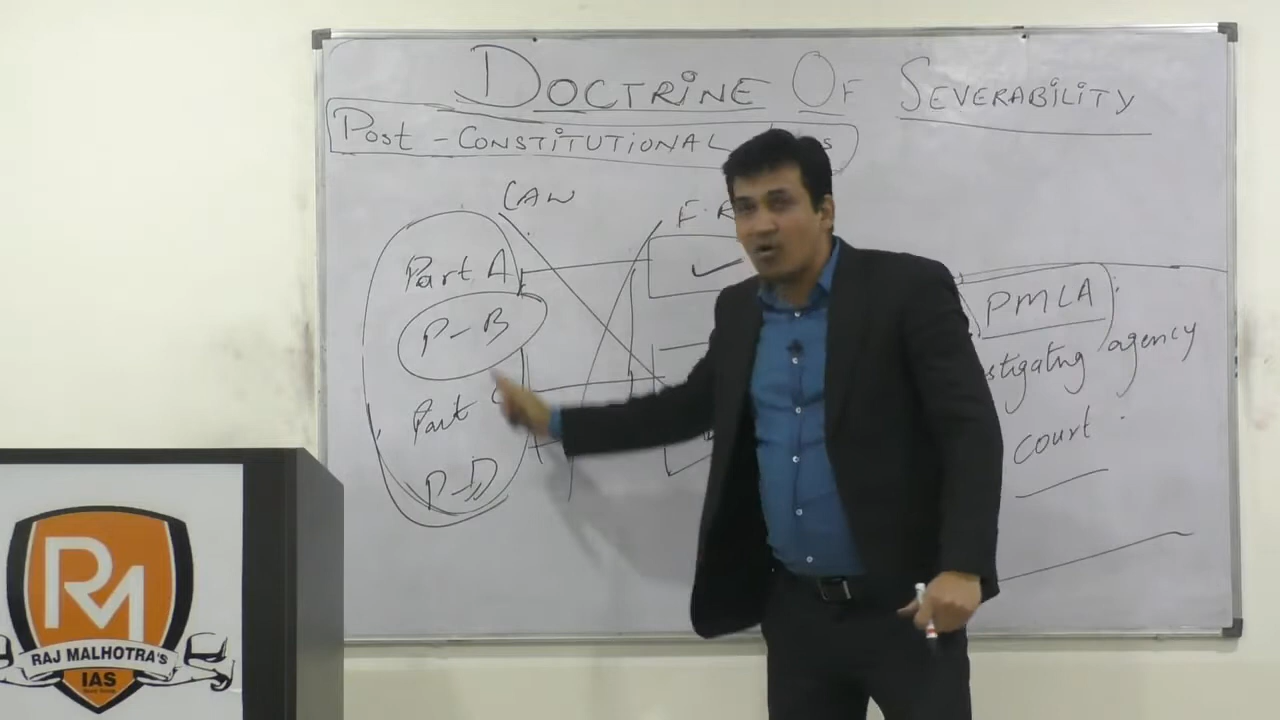 DOCTRINE OF SEVERABILITY
POST - CONSTITUTIONAL
LAW
F.R
Part A
P-B
Part C
P-D
PMLA
agency
court
RM
RAJ MALHOTRA'S
IAS